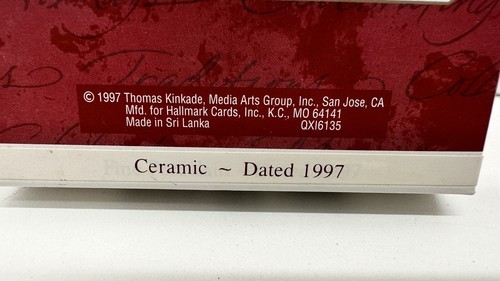 © 1997 Thomas Kinkade, Media Arts Group, Inc., San Jose, CA
Mfd. for Hallmark Cards, Inc., K.C., MO 64141
Made in Sri Lanka QXI6135
Ceramic ~ Dated 1997